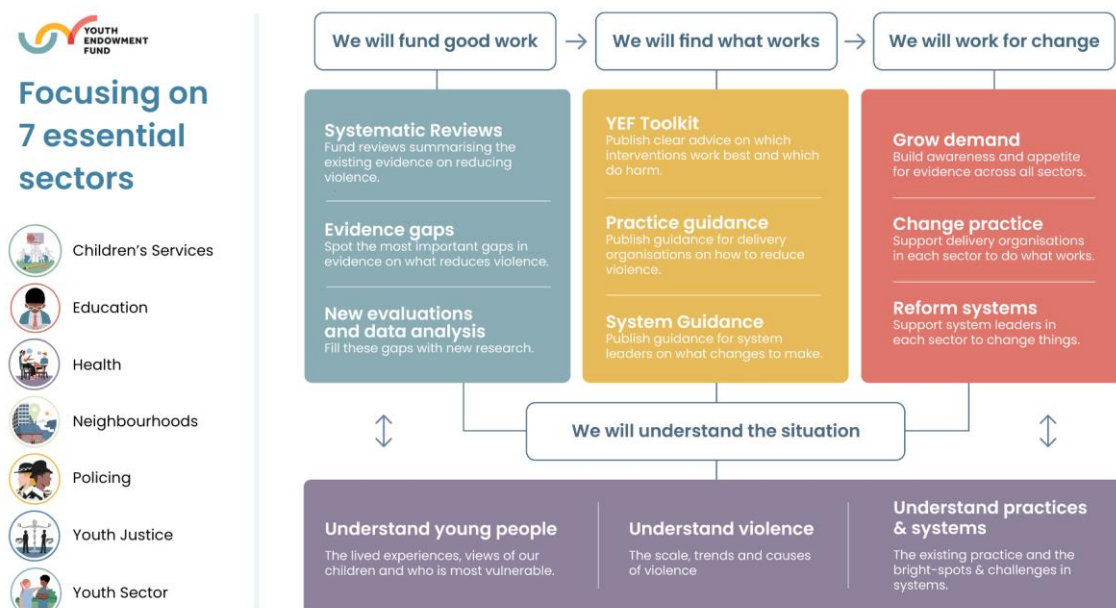 YOUTH
ENDOWMENT
FUND
Focusing on
7 essential
sectors
Children's Services
Education
Health
Neighbourhoods
Policing
Youth Justice
Youth Sector
We will fund good work
We will find what works
We will work for change
Systematic Reviews
Fund reviews summarising the
existing evidence on reducing
violence.
Evidence gaps
Spot the most important gaps in
evidence on what reduces violence.
New evaluations
and data analysis
Fill these gaps with new research.
YEF Toolkit
Publish clear advice on which
interventions work best and which
do harm.
Practice guidance
Publish guidance for delivery
organisations on how to reduce
violence.
System Guidance
Publish guidance for system
leaders on what changes to make.
Grow demand
Build awareness and appetite
for evidence across all sectors.
Change practice
Support delivery organisations
in each sector to do what works.
Reform systems
Support system leaders in
each sector to change things.
We will understand the situation
Understand young people
The lived experiences, views of our
children and who is most vulnerable.
Understand violence
The scale, trends and causes
of violence
Understand practices
& systems
The existing practice and the
bright-spots & challenges in
systems.